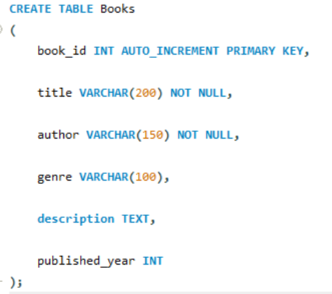 CREATE TABLE Books
(
book_id INT AUTO_INCREMENT PRIMARY KEY,
title VARCHAR(200) NOT NULL,
author VARCHAR(150) NOT NULL,
genre VARCHAR(100),
description TEXT,
published_year INT
);